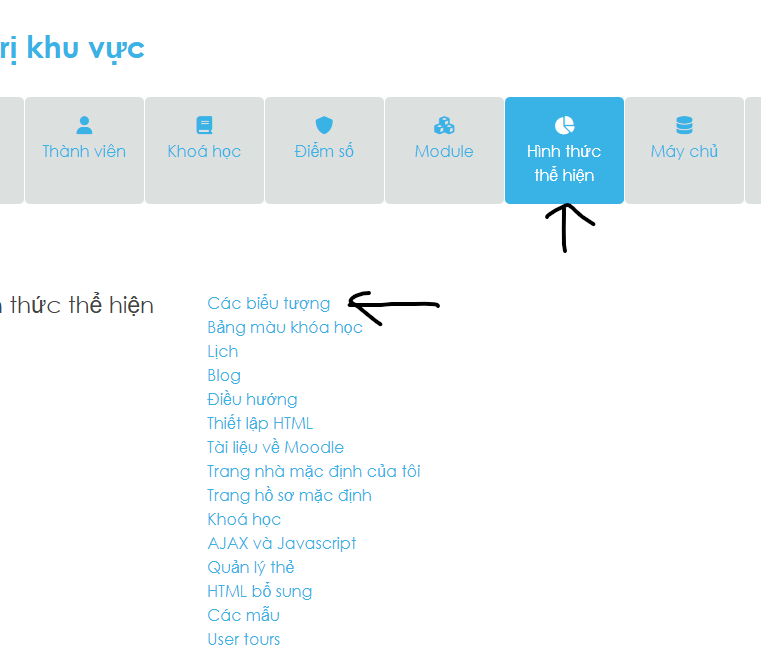 rị khu vực
Thành viên
Khoá học
Điểm số
Module
Hình thức
thể hiện
Máy chủ
thức thể hiện
Các biểu tượng
Bảng màu khóa học
Lịch
Blog
Điều hướng
Thiết lập HTML
Tài liệu về Moodle
Trang nhà mặc định của tôi
Trang hồ sơ mặc định
Khoá học
AJAX và Javascript
Quản lý thẻ
HTML bổ sung
Các mẫu
User tours